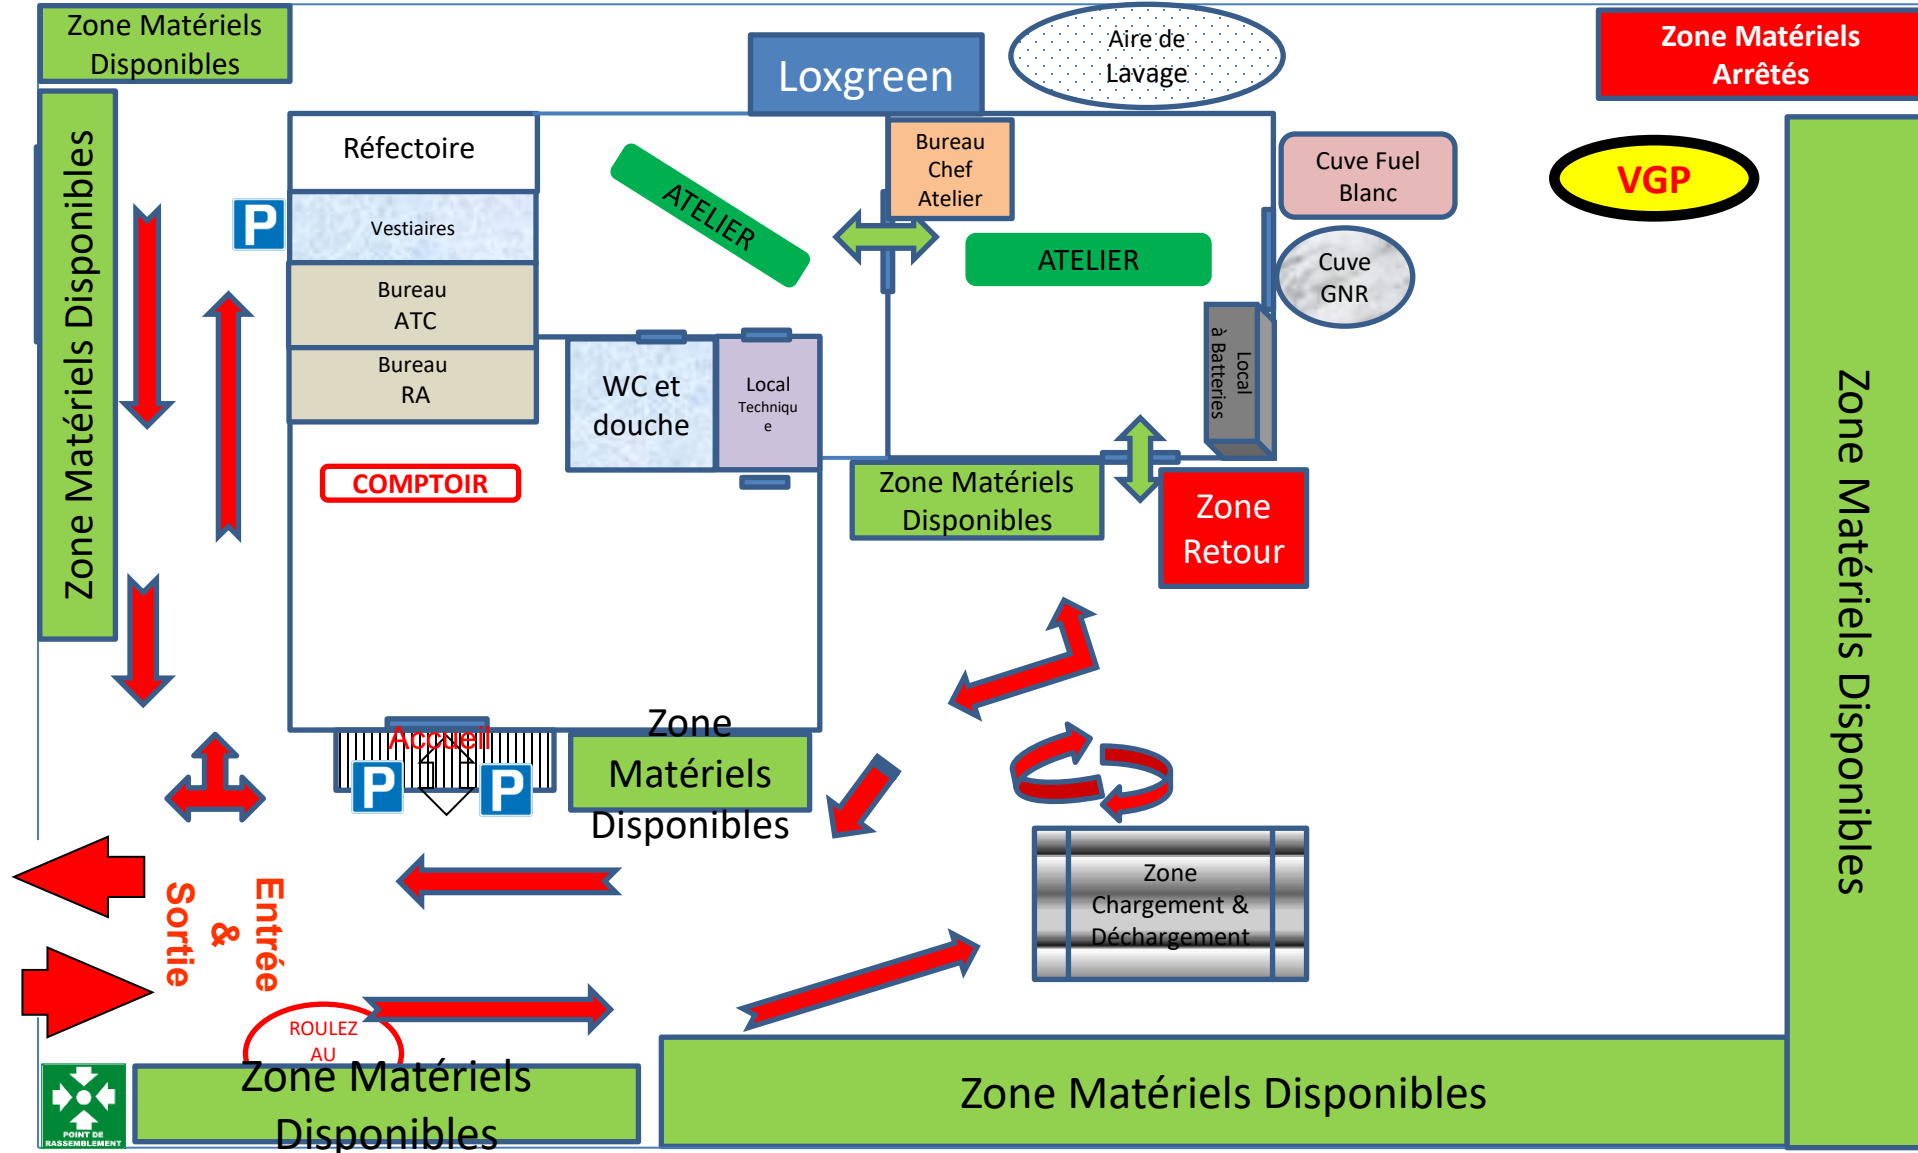 Zone Matériels
Disponibles
Loxgreen
Aire de
Lavage
Zone Matériels
Arrêtés
Zone Matériels Disponibles
Réfectoire
P
Vestiaires
Bureau
ATC
Bureau
RA
ATELIER
Bureau
Chef
Atelier
ATELIER
Cuve Fuel
Blanc
VGP
Cuve
GNR
Local
à Batteries
WC et
douche
Local
Techniqu
e
COMPTOIR
Zone Matériels
Disponibles
Zone
Retour
Zone Matériels Disponibles
Accueil
P
P
Zone
Matériels
Disponibles
Zone
Chargement &
Déchargement
Entrée
&
Sortie
ROULEZ
AU
POINT DE
RASSEMBLEMENT
Zone Matériels
Disponibles
Zone Matériels Disponibles